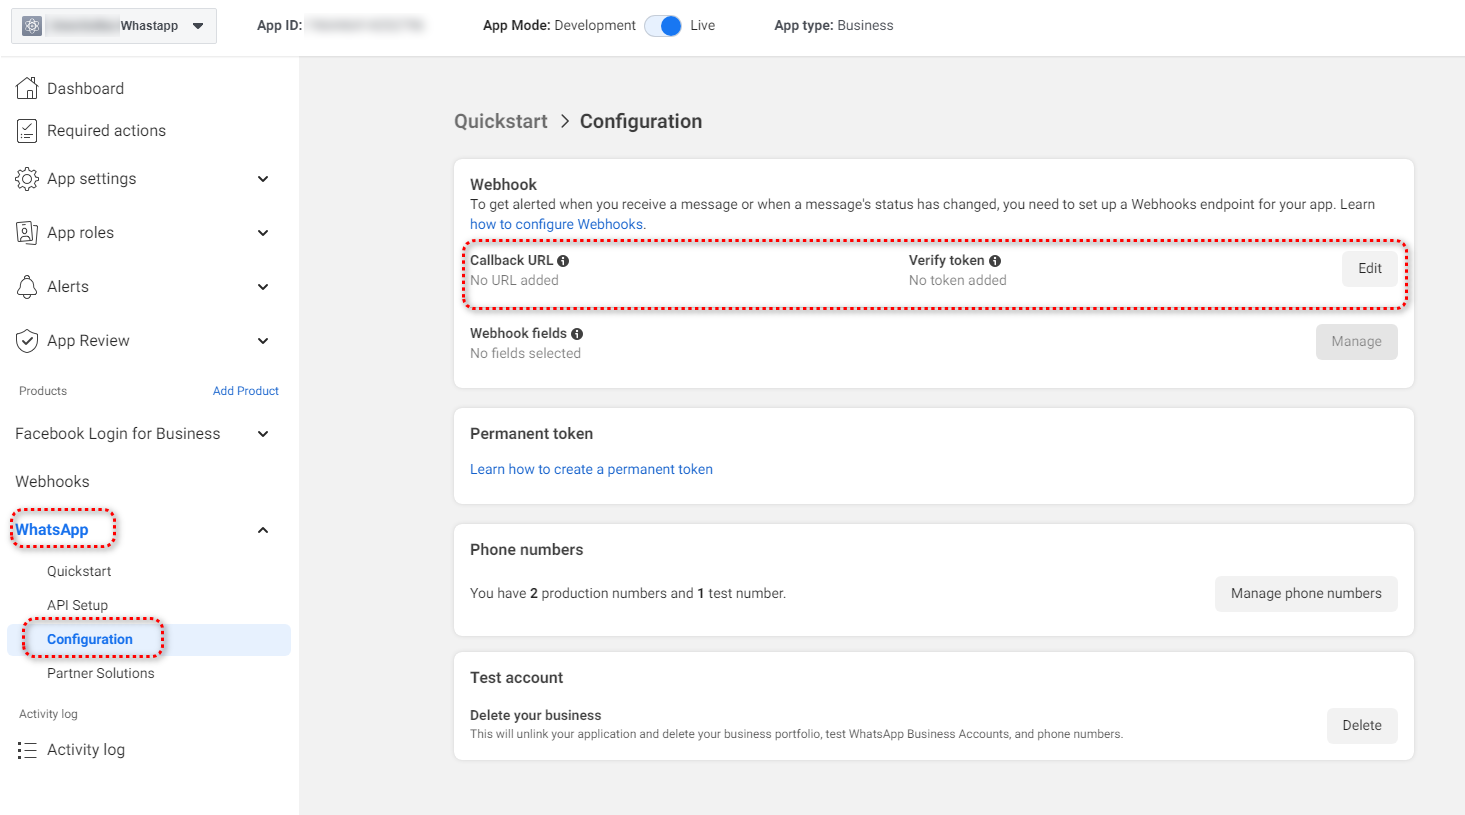 Whastapp
App ID:
App Mode: Development Live
App type: Business
Dashboard
Required actions
App settings
App roles
Alerts
App Review
Products Add Product
Facebook Login for Business
Webhooks
WhatsApp
Quickstart
API Setup
Configuration
Partner Solutions
Activity log
Activity log
Quickstart > Configuration
Webhook
To get alerted when you receive a message or when a message's status has changed, you need to set up a Webhooks endpoint for your app. Learn
how to configure Webhooks.
Callback URL
No URL added
Verify token
No token added
Edit
Webhook fields
No fields selected
Manage
Permanent token
Learn how to create a permanent token
Phone numbers
You have 2 production numbers and 1 test number.
Manage phone numbers
Test account
Delete your business
This will unlink your application and delete your business portfolio, test WhatsApp Business Accounts, and phone numbers.
Delete